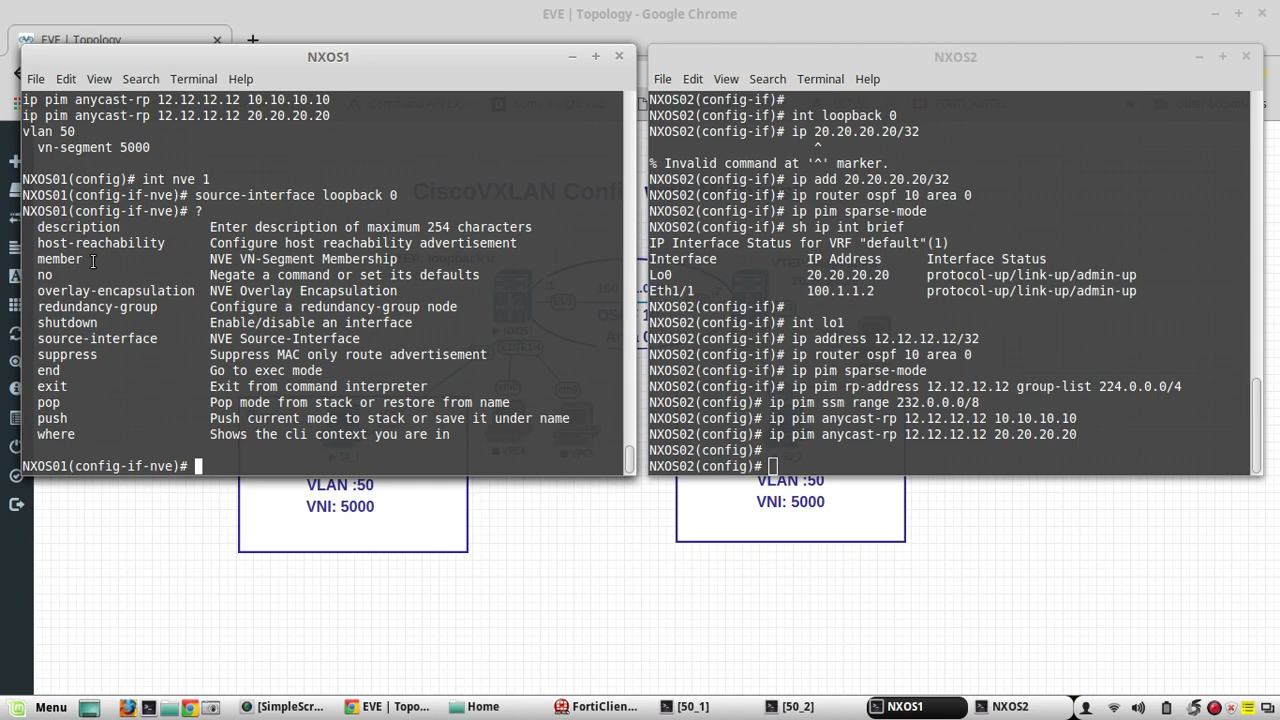 EVE | Topology - Google Chrome
EVE | Topology
NXOS1
File Edit View Search Terminal Help
ip pim anycast-rp 12.12.12.12 10.10.10.10
ip pim anycast-rp 12.12.12.12 20.20.20.20
vlan 50
vn-segment 5000
NXOS01(config)# int nve 1
NXOS01(config-if-nve)# source-interface loopback 0
NXOS01(config-if-nve)# ?
description Enter description of maximum 254 characters
host-reachability Configure host reachability advertisement
member NVE VN-Segment Membership
no Negate a command or set its defaults
overlay-encapsulation NVE Overlay Encapsulation
redundancy-group Configure a redundancy-group node
shutdown Enable/disable an interface
source-interface NVE Source-Interface
suppress Suppress MAC only route advertisement
end Go to exec mode
exit Exit from command interpreter
pop Pop mode from stack or restore from name
push Push current mode to stack or save it under name
where Shows the cli context you are in
NXOS01(config-if-nve)#
NXOS2
File Edit View Search Terminal Help
NXOS02(config-if)#
NXOS02(config-if)# int loopback 0
NXOS02(config-if)# ip 20.20.20.20/32
^
% Invalid command at '^' marker.
NXOS02(config-if)# ip add 20.20.20.20/32
NXOS02(config-if)# ip router ospf 10 area 0
NXOS02(config-if)# ip pim sparse-mode
NXOS02(config-if)# sh ip int brief
IP Interface Status for VRF "default"(1)
Interface IP Address Interface Status
Lo0 20.20.20.20 protocol-up/link-up/admin-up
Eth1/1 100.1.1.2 protocol-up/link-up/admin-up
NXOS02(config-if)#
NXOS02(config-if)# int lo1
NXOS02(config-if)# ip address 12.12.12.12/32
NXOS02(config-if)# ip router ospf 10 area 0
NXOS02(config-if)# ip pim sparse-mode
NXOS02(config-if)# ip pim rp-address 12.12.12.12 group-list 224.0.0.0/4
NXOS02(config)# ip pim ssm range 232.0.0.0/8
NXOS02(config)# ip pim anycast-rp 12.12.12.12 10.10.10.10
NXOS02(config)# ip pim anycast-rp 12.12.12.12 20.20.20.20
NXOS02(config)#
NXOS02(config)#
CiscoVXLAN
VLAN :50
VNI: 5000
VLAN :50
VNI: 5000
Menu
[SimpleScr...
EVE | Topo...
Home
FortiClien...
[50_1]
[50_2]
NXOS1
NXOS2